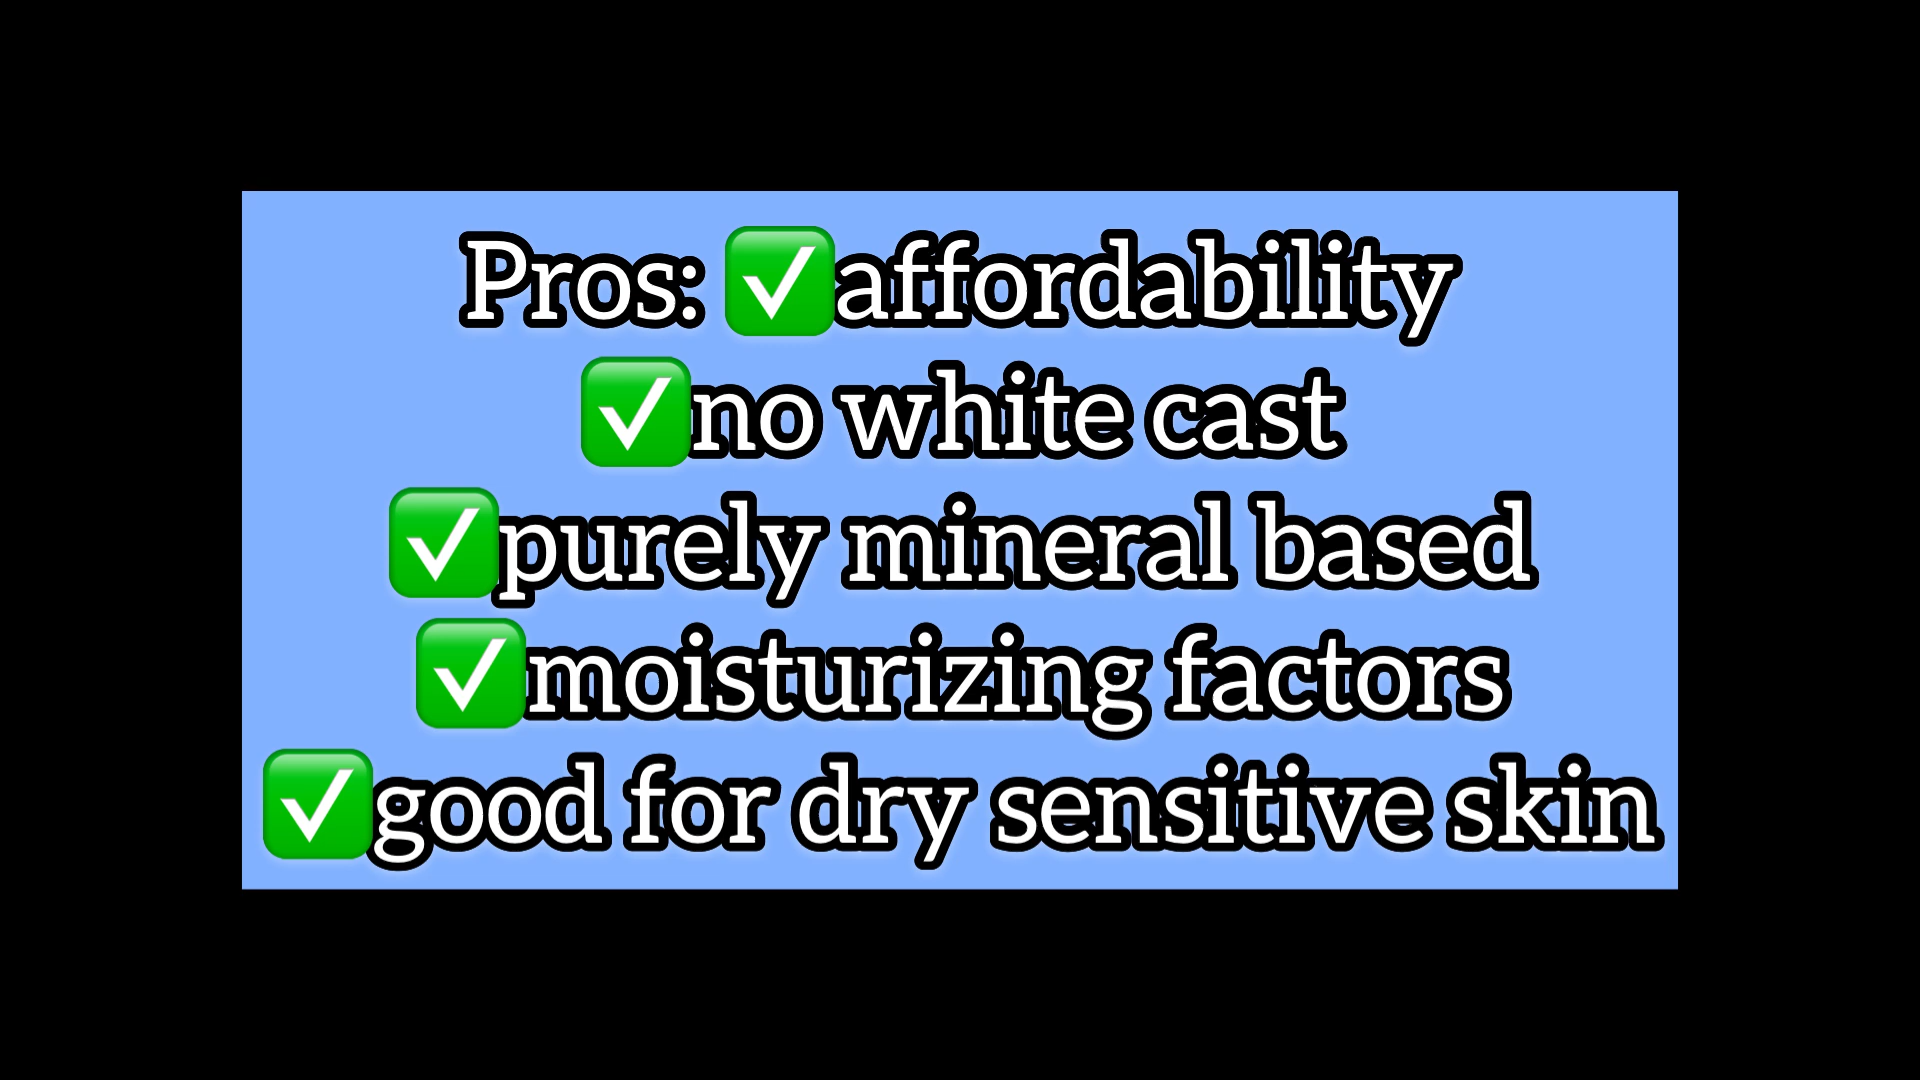 Pros: ✅affordability
✅no white cast
✅purely mineral based
✅moisturizing factors
✅good for dry sensitive skin